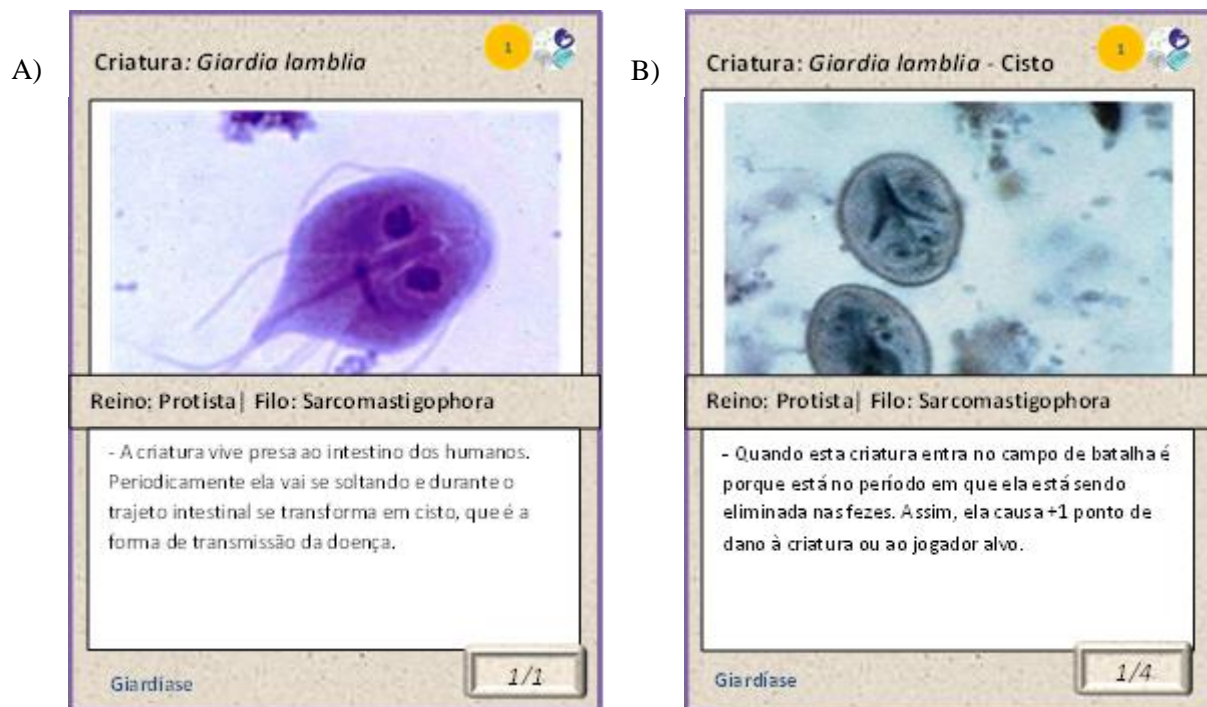 A)
Criatura: Giardia lamblia
1
Reino: Protista| Filo: Sarcomastigophora
- A criatura vive presa ao intestino dos humanos.
Periodicamente ela vai se soltando e durante o
trajeto intestinal se transforma em cisto, que é a
forma de transmissão da doença.
Giardíase
1/1
B)
Criatura: Giardia lamblia - Cisto
1
Reino: Protista| Filo: Sarcomastigophora
- Quando esta criatura entra no campo de batalha é
porque está no período em que ela está sendo
eliminada nas fezes. Assim, ela causa +1 ponto de
dano à criatura ou ao jogador alvo.
Giardíase
1/4